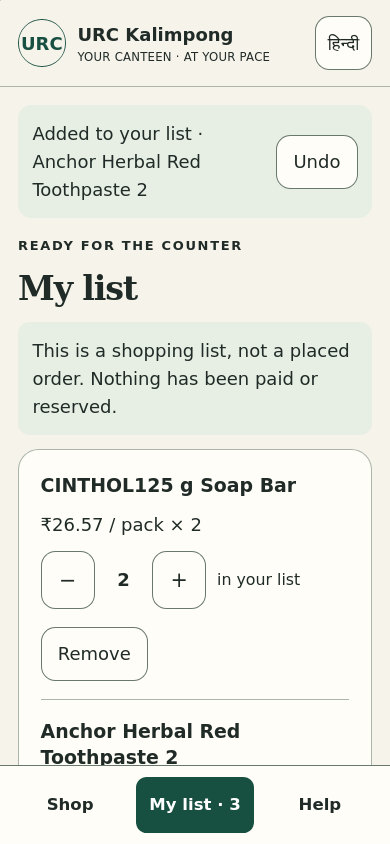 URC
URC Kalimpong
YOUR CANTEEN · AT YOUR PACE
हिन्दी
Added to your list ·
Anchor Herbal Red
Toothpaste 2
Undo
READY FOR THE COUNTER
My list
This is a shopping list, not a placed
order. Nothing has been paid or
reserved.
CINTHOL125 g Soap Bar
₹26.57 / pack × 2
− 2 + in your list
Remove
Anchor Herbal Red
Toothpaste 2
Shop
My list · 3
Help